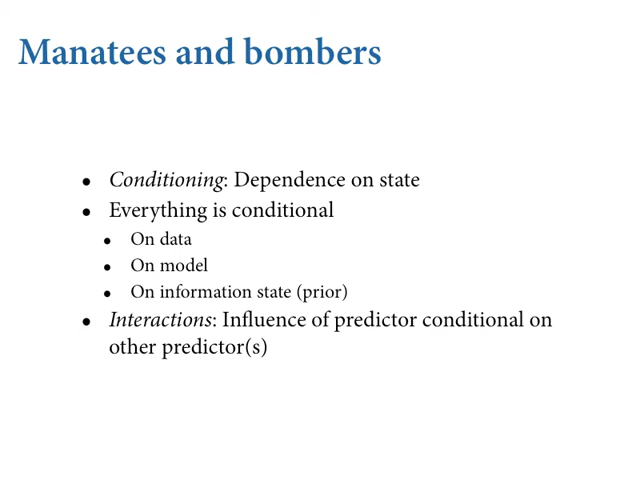 Manatees and bombers
• Conditioning: Dependence on state
• Everything is conditional
• On data
• On model
• On information state (prior)
• Interactions: Influence of predictor conditional on
other predictor(s)